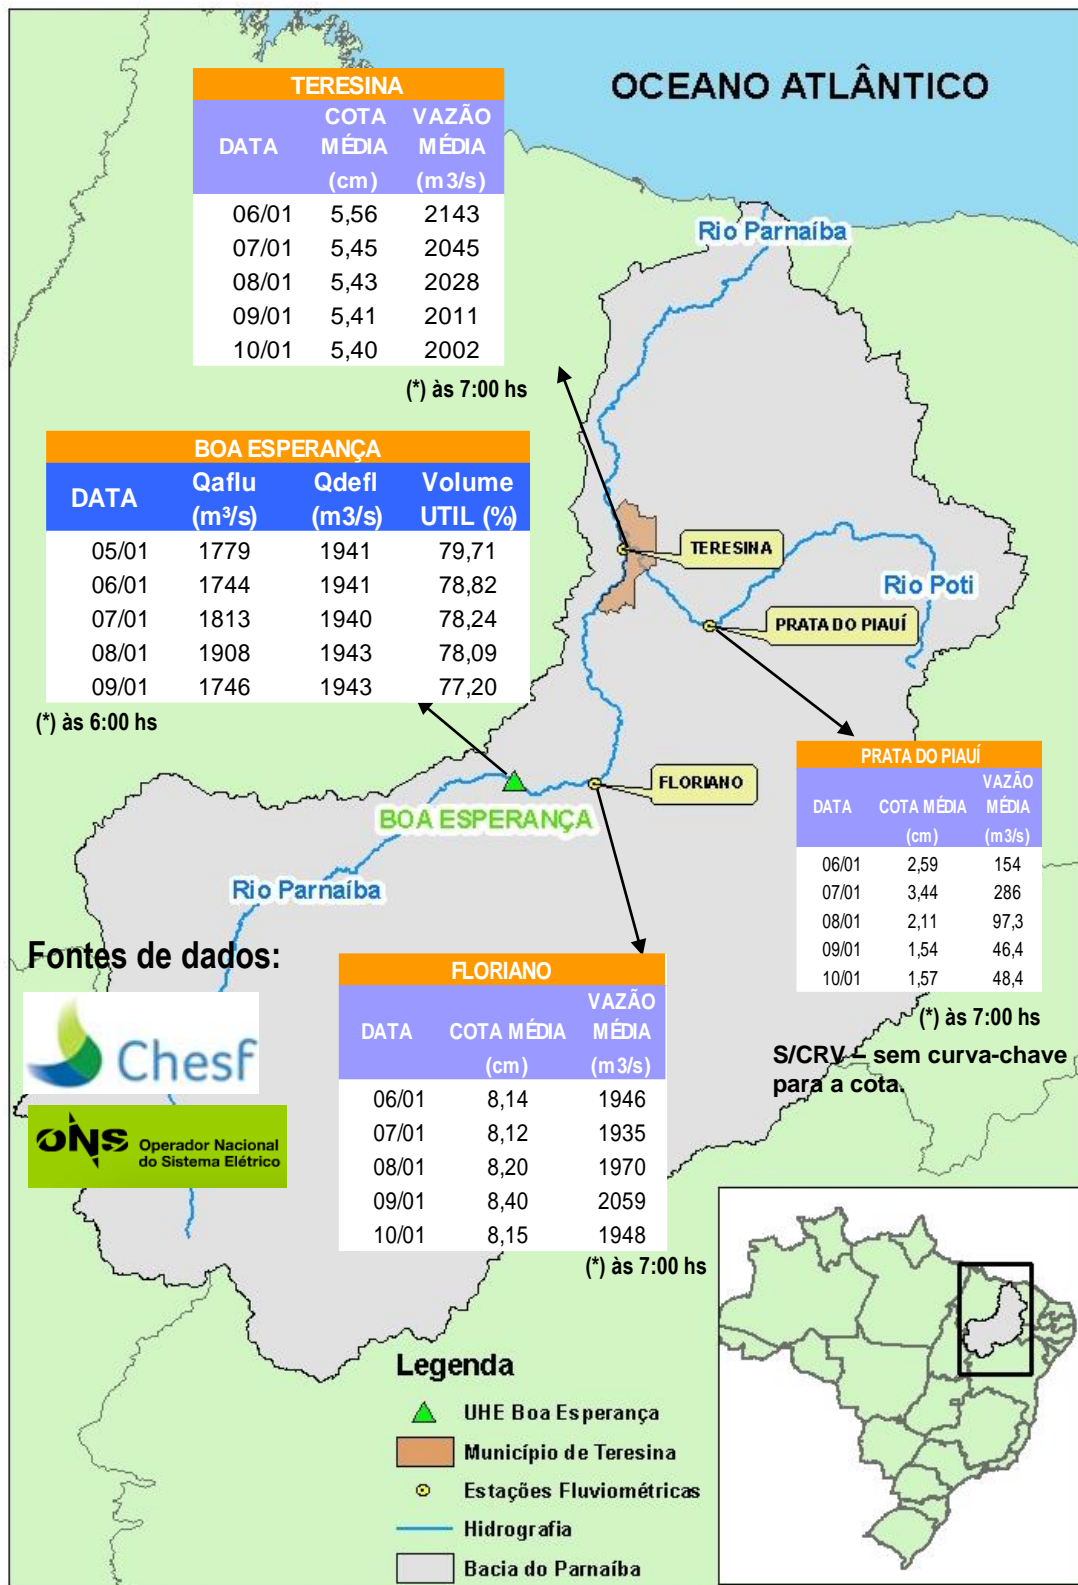 OCEANO ATLÂNTICO
TERESINA
DATA COTA MÉDIA (cm) VAZÃO MÉDIA (m3/s)
06/01 5,56 2143
07/01 5,45 2045
08/01 5,43 2028
09/01 5,41 2011
10/01 5,40 2002
(*) às 7:00 hs
Rio Parnaíba
BOA ESPERANÇA
DATA Qaflu (m³/s) Qdefl (m3/s) Volume UTIL (%)
05/01 1779 1941 79,71
06/01 1744 1941 78,82
07/01 1813 1940 78,24
08/01 1908 1943 78,09
09/01 1746 1943 77,20
(*) às 6:00 hs
TERESINA
Rio Poti
PRATA DO PIAUÍ
FLORIANO
BOA ESPERANÇA
Rio Parnaíba
PRATA DO PIAUÍ
DATA COTA MÉDIA (cm) VAZÃO MÉDIA (m3/s)
06/01 2,59 154
07/01 3,44 286
08/01 2,11 97,3
09/01 1,54 46,4
10/01 1,57 48,4
(*) às 7:00 hs
S/CRV – sem curva-chave
para a cota.
Fontes de dados:
Chesf
ONS Operador Nacional
do Sistema Elétrico
FLORIANO
DATA COTA MÉDIA (cm) VAZÃO MÉDIA (m3/s)
06/01 8,14 1946
07/01 8,12 1935
08/01 8,20 1970
09/01 8,40 2059
10/01 8,15 1948
(*) às 7:00 hs
Legenda
UHE Boa Esperança
Município de Teresina
Estações Fluviométricas
Hidrografia
Bacia do Parnaíba